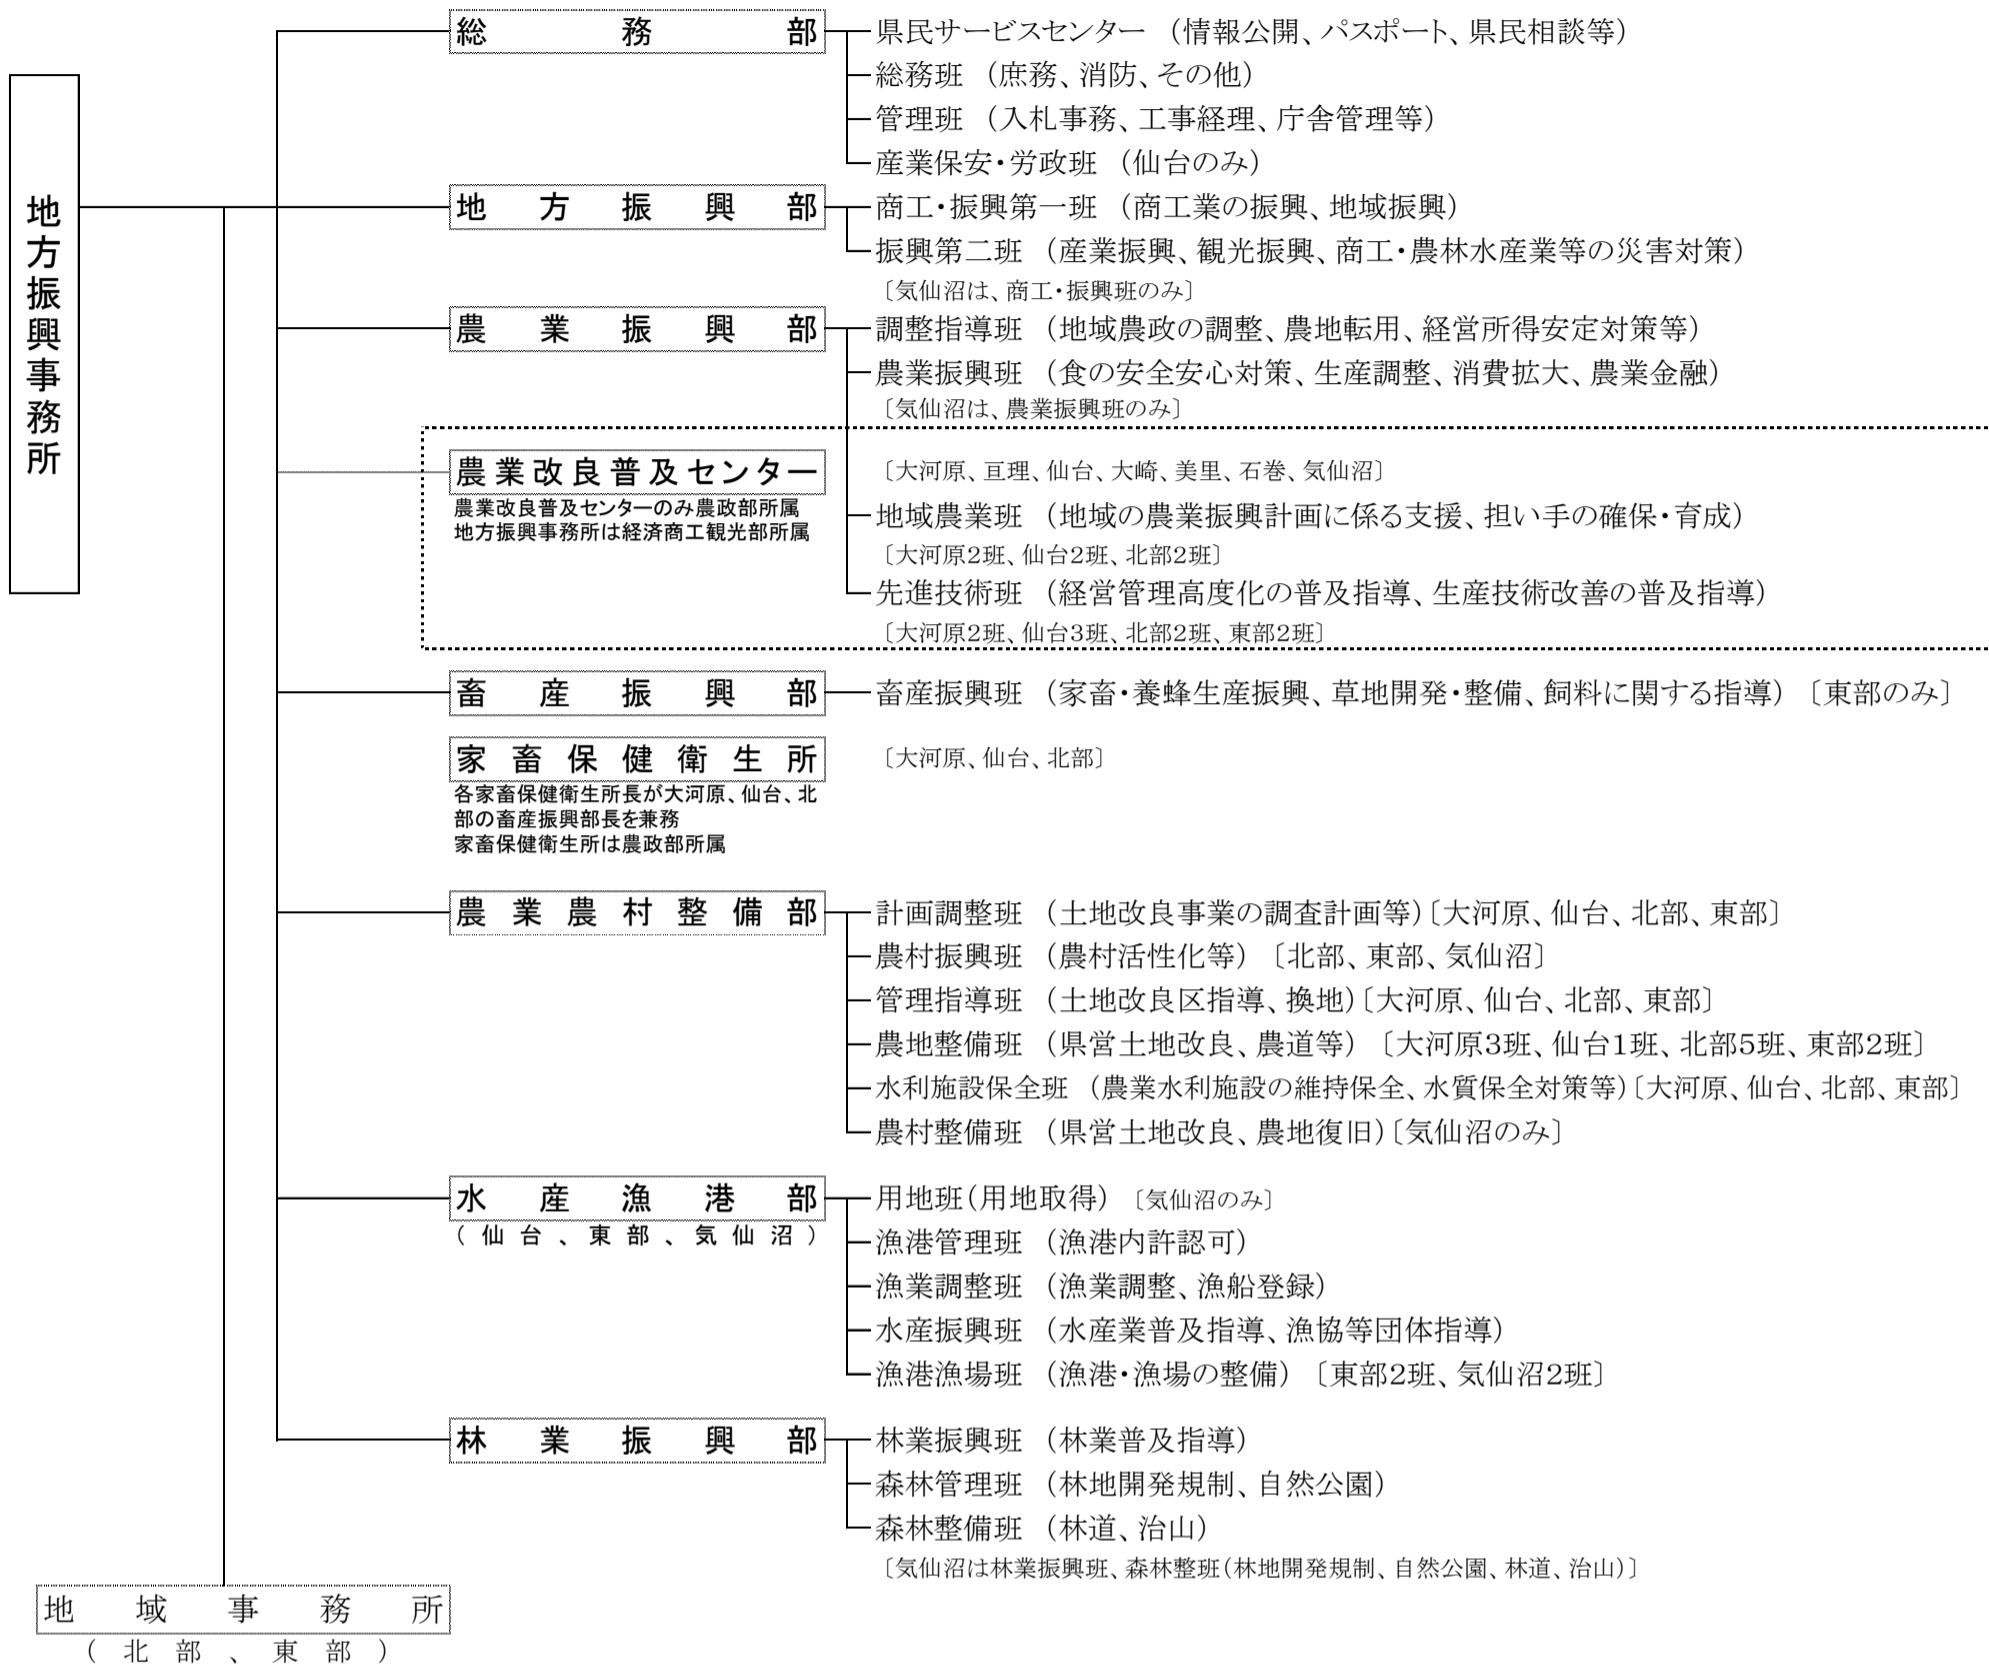 地方振興事務所
総務部
県民サービスセンター （情報公開、パスポート、県民相談等）
総務班 （庶務、消防、その他）
管理班 （入札事務、工事経理、庁舎管理等）
産業保安・労政班 （仙台のみ）
地方振興部
商工・振興第一班 （商工業の振興、地域振興）
振興第二班 （産業振興、観光振興、商工・農林水産業等の災害対策）
〔気仙沼は、商工・振興班のみ〕
農業振興部
調整指導班 （地域農政の調整、農地転用、経営所得安定対策等）
農業振興班 （食の安全安心対策、生産調整、消費拡大、農業金融）
〔気仙沼は、農業振興班のみ〕
農業改良普及センター
農業改良普及センターのみ農政部所属
地方振興事務所は経済商工観光部所属
〔大河原、亘理、仙台、大崎、美里、石巻、気仙沼〕
地域農業班 （地域の農業振興計画に係る支援、担い手の確保・育成）
〔大河原2班、仙台2班、北部2班〕
先進技術班 （経営管理高度化の普及指導、生産技術改善の普及指導）
〔大河原2班、仙台3班、北部2班、東部2班〕
畜産振興部
畜産振興班 （家畜・養蜂生産振興、草地開発・整備、飼料に関する指導） 〔東部のみ〕
家畜保健衛生所
〔大河原、仙台、北部〕
各家畜保健衛生所長が大河原、仙台、北
部の畜産振興部長を兼務
家畜保健衛生所は農政部所属
農業農村整備部
計画調整班 （土地改良事業の調査計画等）〔大河原、仙台、北部、東部〕
農村振興班 （農村活性化等） 〔北部、東部、気仙沼〕
管理指導班 （土地改良区指導、換地）〔大河原、仙台、北部、東部〕
農地整備班 （県営土地改良、農道等） 〔大河原3班、仙台1班、北部5班、東部2班〕
水利施設保全班 （農業水利施設の維持保全、水質保全対策等）〔大河原、仙台、北部、東部〕
農村整備班 （県営土地改良、農地復旧）〔気仙沼のみ〕
水産漁港部
（仙台、東部、気仙沼）
用地班（用地取得） 〔気仙沼のみ〕
漁港管理班 （漁港内許認可）
漁業調整班 （漁業調整、漁船登録）
水産振興班 （水産業普及指導、漁協等団体指導）
漁港漁場班 （漁港・漁場の整備） 〔東部2班、気仙沼2班〕
林業振興部
林業振興班 （林業普及指導）
森林管理班 （林地開発規制、自然公園）
森林整備班 （林道、治山）
〔気仙沼は林業振興班、森林整班（林地開発規制、自然公園、林道、治山）〕
地域事務所
（北部、東部）